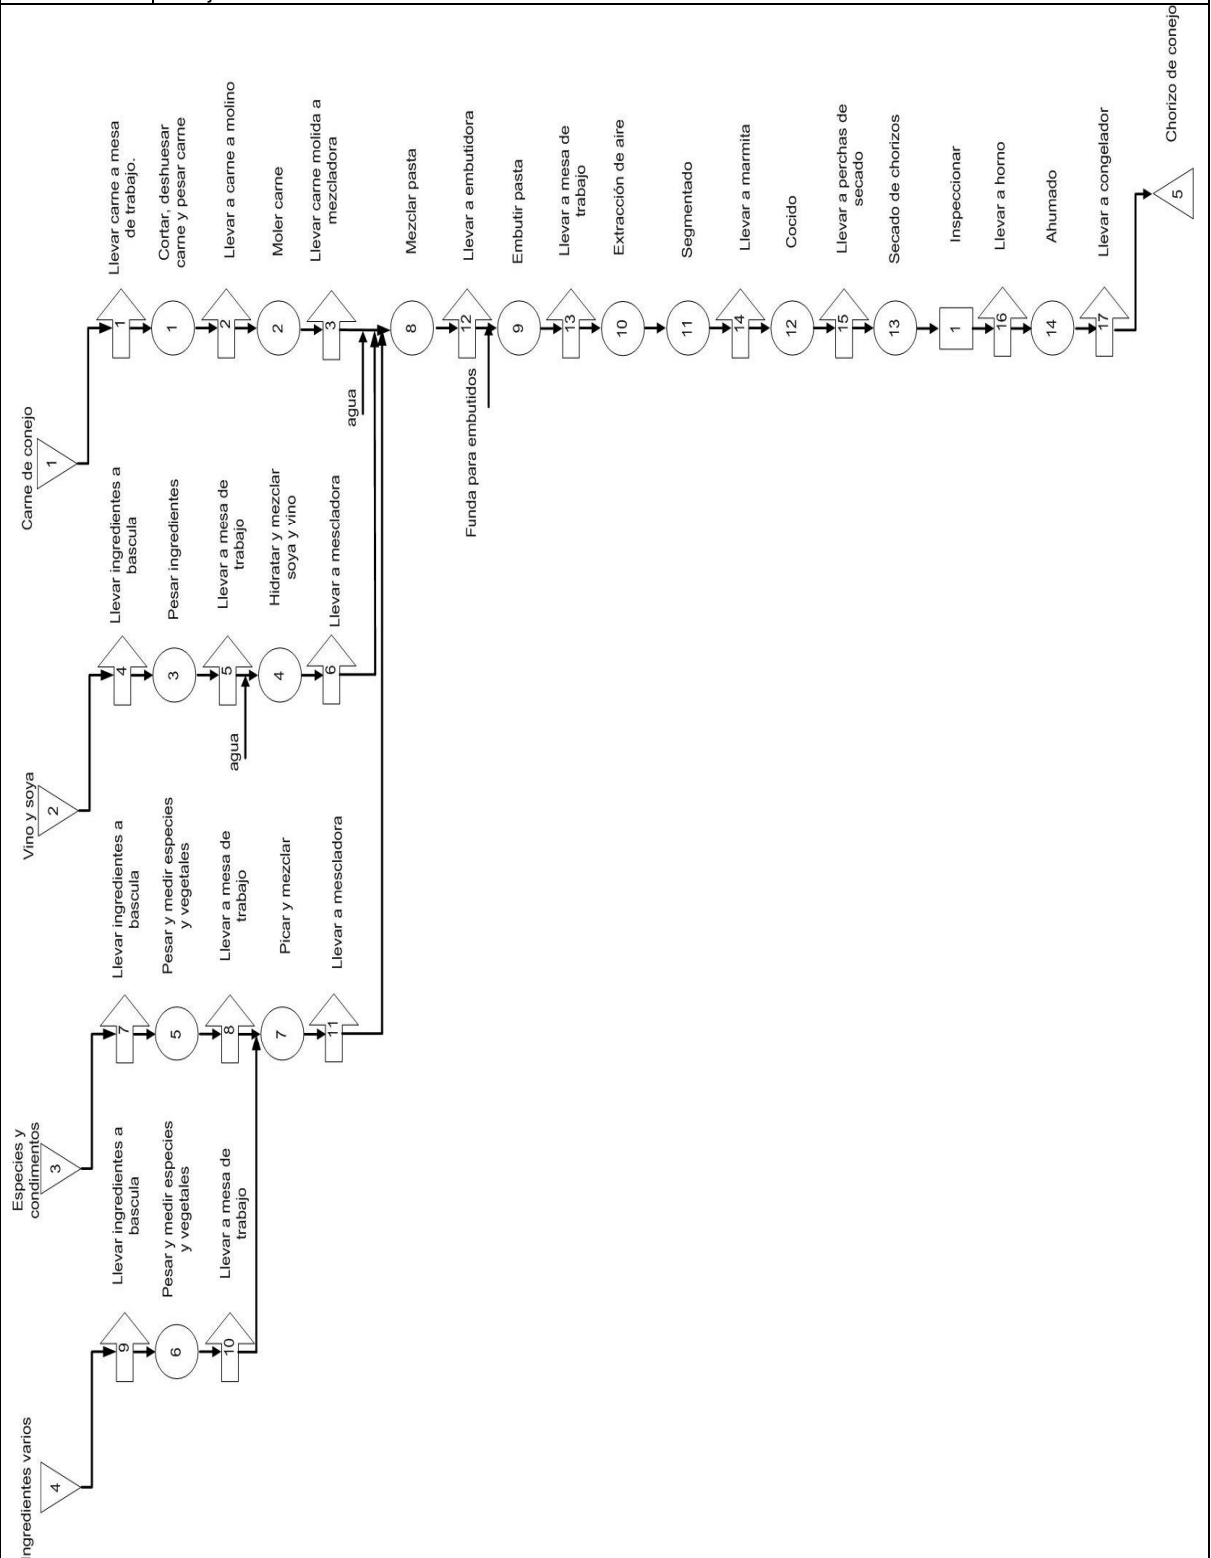 Carne de conejo
1
1
Llevar carne a mesa
de trabajo.
1
Cortar, deshuesar
carne y pesar carne
2
Llevar a carne a molino
2
Moler carne
3
Llevar carne molida a
mezcladora
agua
Vino y soya
2
4
Llevar ingredientes a
bascula
3
Pesar ingredientes
5
Llevar a mesa de
trabajo
agua
4
Hidratar y mezclar
soya y vino
6
Llevar a mescladora
Especies y
condimentos
3
7
Llevar ingredientes a
bascula
5
Pesar y medir especies
y vegetales
8
Llevar a mesa de
trabajo
7
Picar y mezclar
11
Llevar a mescladora
Ingredientes varios
4
9
Llevar ingredientes a
bascula
6
Pesar y medir especies
y vegetales
10
Llevar a mesa de
trabajo
8
Mezclar pasta
12
Llevar a embutidora
Funda para embutidos
9
Embutir pasta
13
Llevar a mesa de
trabajo
10
Extracción de aire
11
Segmentado
14
Llevar a marmita
12
Cocido
15
Llevar a perchas de
secado
13
Secado de chorizos
1
Inspeccionar
16
Llevar a horno
14
Ahumado
17
Llevar a congelador
5
Chorizo de conejo